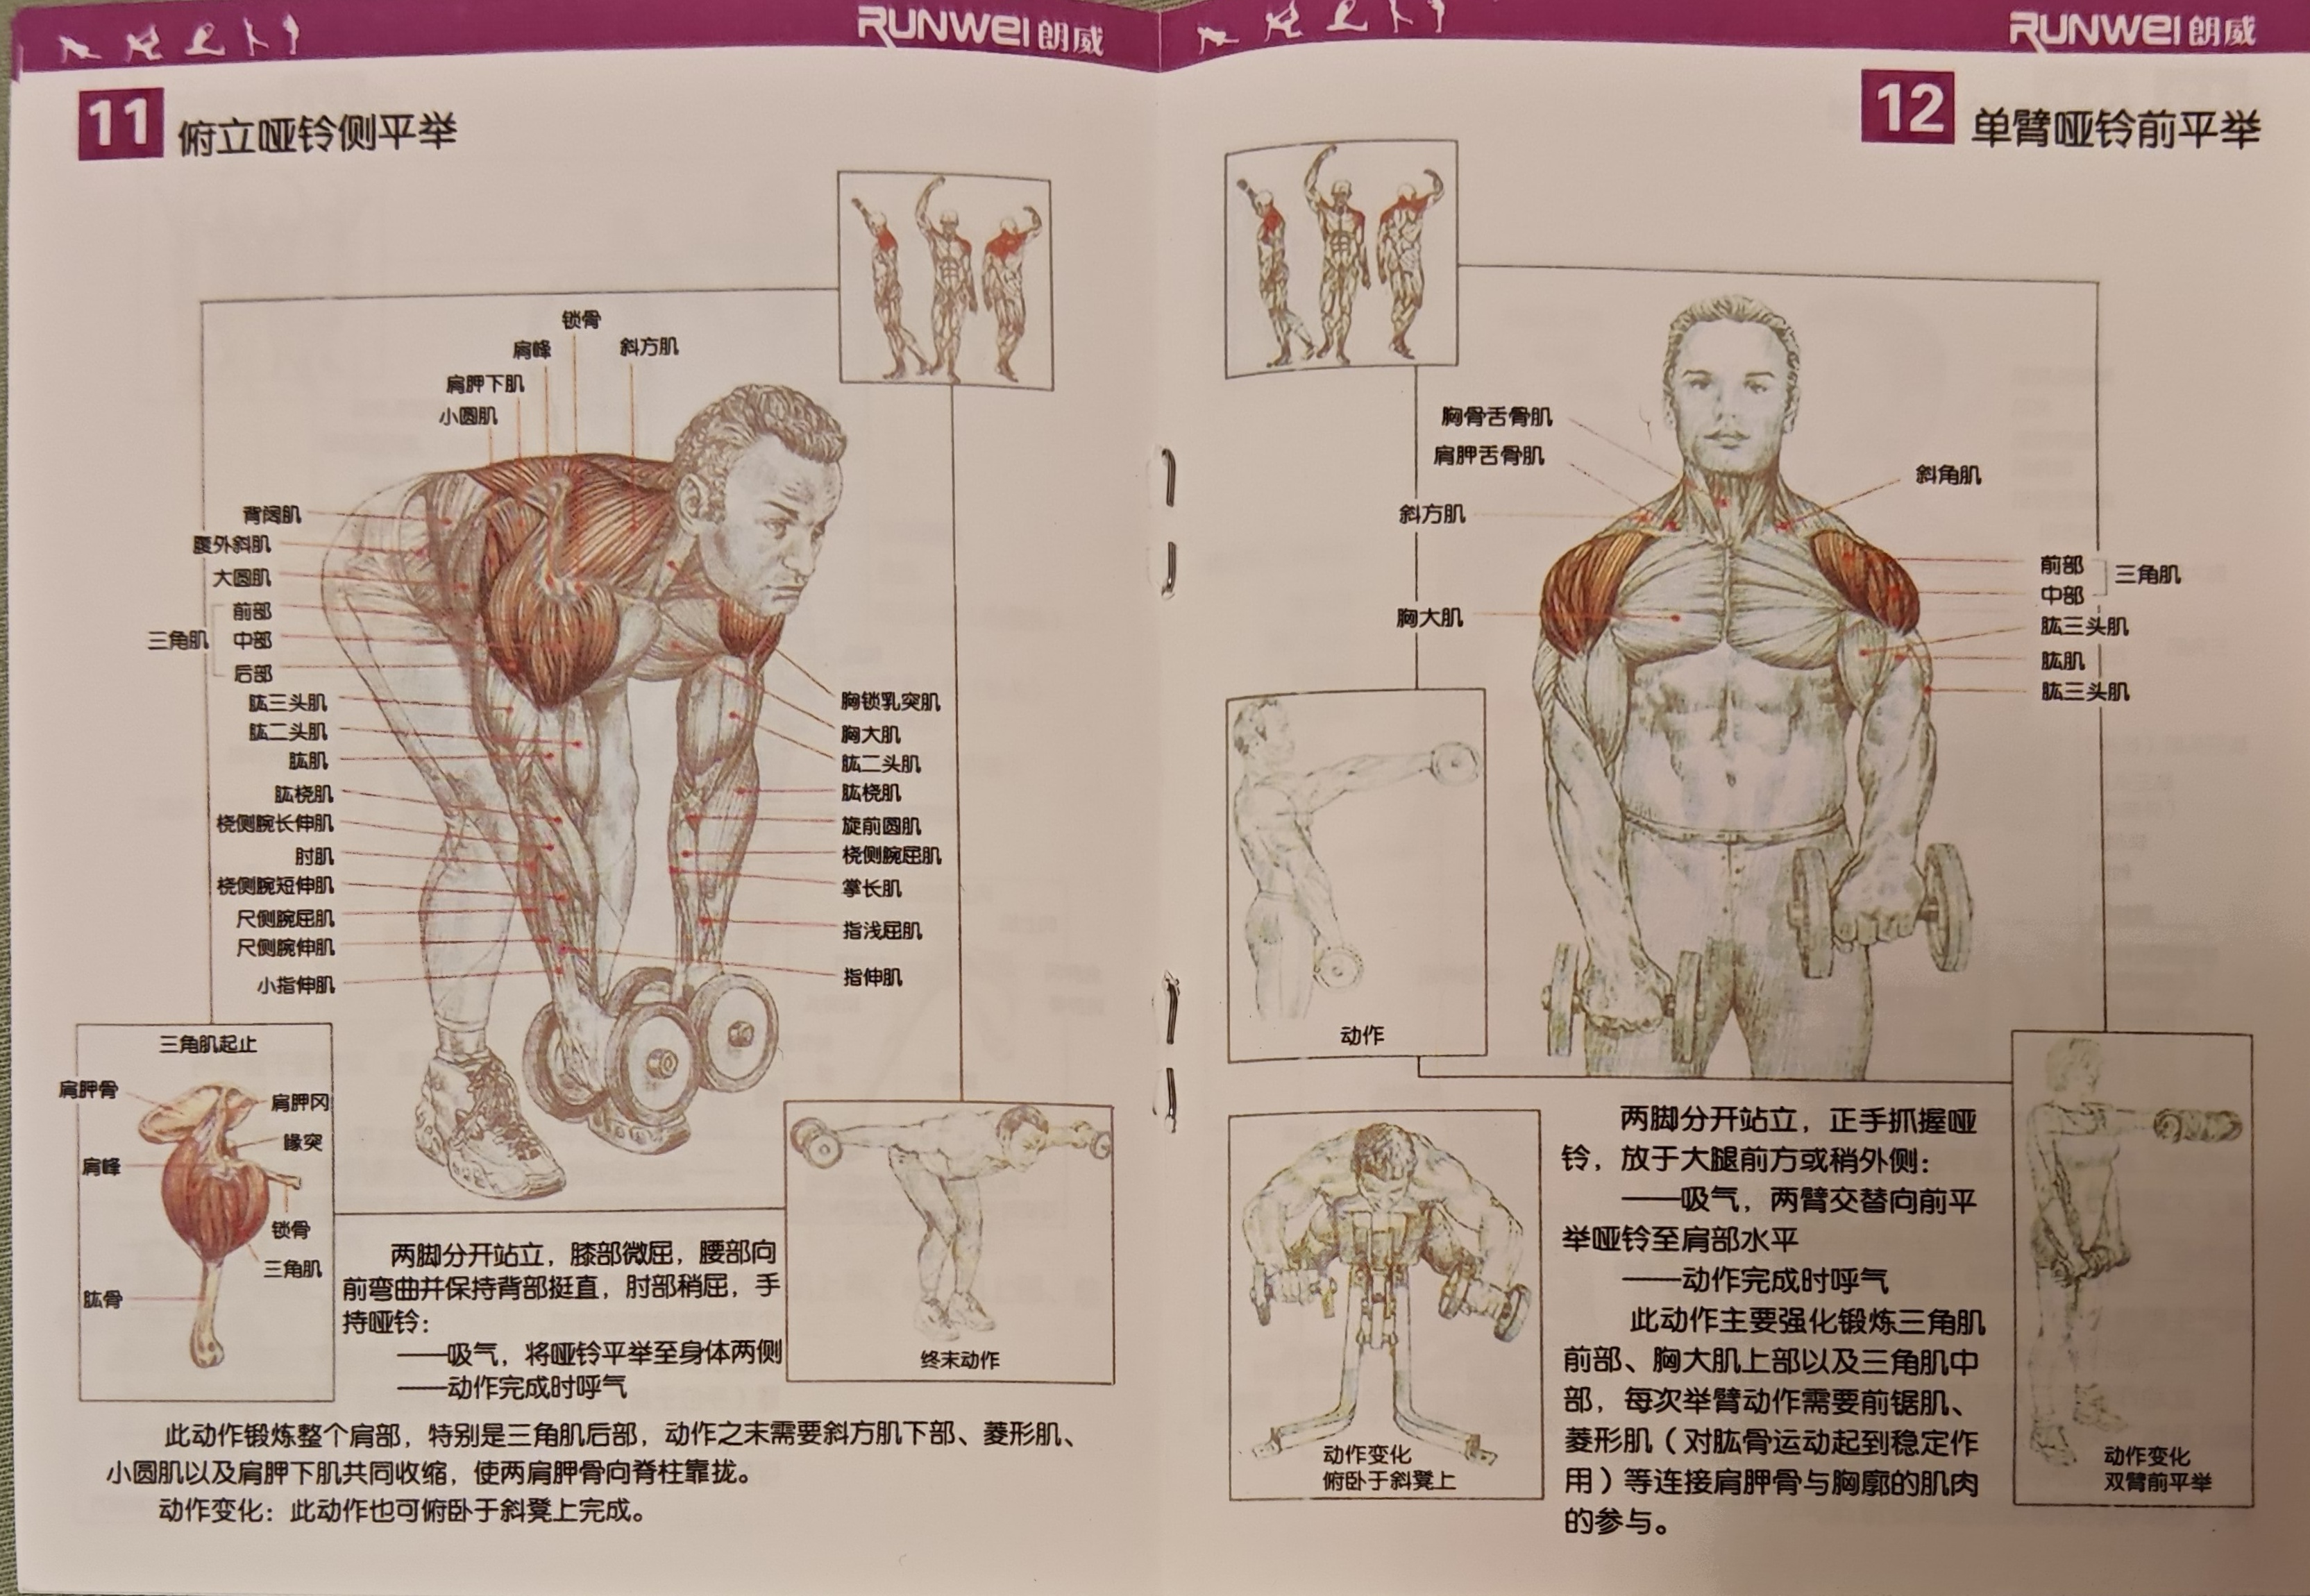 RUNWEI 朗威
11 俯立哑铃侧平举
锁骨
肩峰
斜方肌
肩胛下肌
小圆肌
背阔肌
腹外斜肌
大圆肌
前部
三角肌
中部
后部
肱三头肌
肱二头肌
肱肌
肱桡肌
桡侧腕长伸肌
肘肌
桡侧腕短伸肌
尺侧腕屈肌
尺侧腕伸肌
小指伸肌
胸锁乳突肌
胸大肌
肱二头肌
肱桡肌
旋前圆肌
桡侧腕屈肌
掌长肌
指浅屈肌
指伸肌
三角肌起止
肩胛骨
肩胛冈
喙突
肩峰
锁骨
三角肌
肱骨
终末动作
两脚分开站立，膝部微屈，腰部向
前弯曲并保持背部挺直，肘部稍屈，手
持哑铃：
——吸气，将哑铃平举至身体两侧
——动作完成时呼气
此动作锻炼整个肩部，特别是三角肌后部，动作之末需要斜方肌下部、菱形肌、
小圆肌以及肩胛下肌共同收缩，使两肩胛骨向脊柱靠拢。
动作变化：此动作也可俯卧于斜凳上完成。
RUNWEI 朗威
12 单臂哑铃前平举
胸骨舌骨肌
肩胛舌骨肌
斜方肌
胸大肌
斜角肌
前部
三角肌
中部
肱三头肌
肱肌
肱三头肌
动作
动作变化
俯卧于斜凳上
两脚分开站立，正手抓握哑
铃，放于大腿前方或稍外侧：
——吸气，两臂交替向前平
举哑铃至肩部水平
——动作完成时呼气
此动作主要强化锻炼三角肌
前部、胸大肌上部以及三角肌中
部，每次举臂动作需要前锯肌、
菱形肌（对肱骨运动起到稳定作
用）等连接肩胛骨与胸廓的肌肉
的参与。
动作变化
双臂前平举